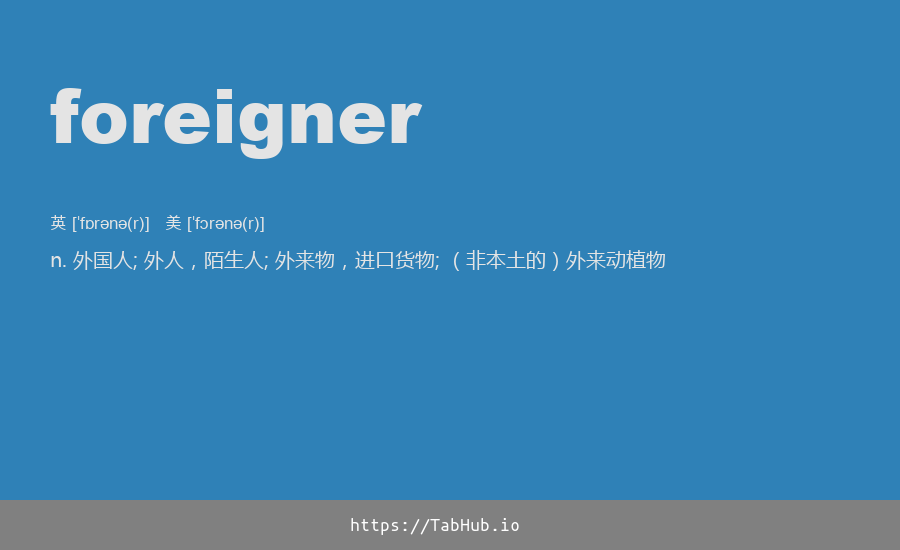 foreigner
英 [ˈfɒrənə(r)] 美 [ˈfɔrənə(r)]
n. 外国人; 外人，陌生人; 外来物，进口货物; （非本土的）外来动植物
https://TabHub.io